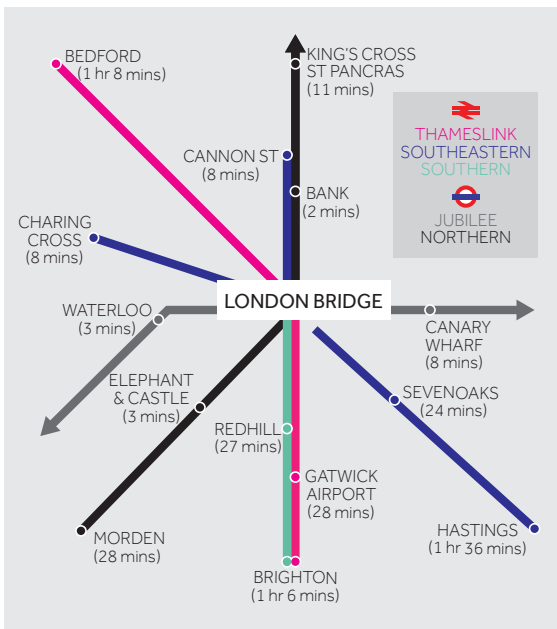 BEDFORD
(1 hr 8 mins)
KING'S CROSS
ST PANCRAS
(11 mins)
THAMESLINK
SOUTHEASTERN
SOUTHERN
JUBILEE
NORTHERN
CANNON ST
(8 mins)
BANK
(2 mins)
CHARING
CROSS
(8 mins)
LONDON BRIDGE
WATERLOO
(3 mins)
CANARY
WHARF
(8 mins)
ELEPHANT
& CASTLE
(3 mins)
SEVENOAKS
(24 mins)
REDHILL
(27 mins)
GATWICK
AIRPORT
(28 mins)
MORDEN
(28 mins)
HASTINGS
(1 hr 36 mins)
BRIGHTON
(1 hr 6 mins)